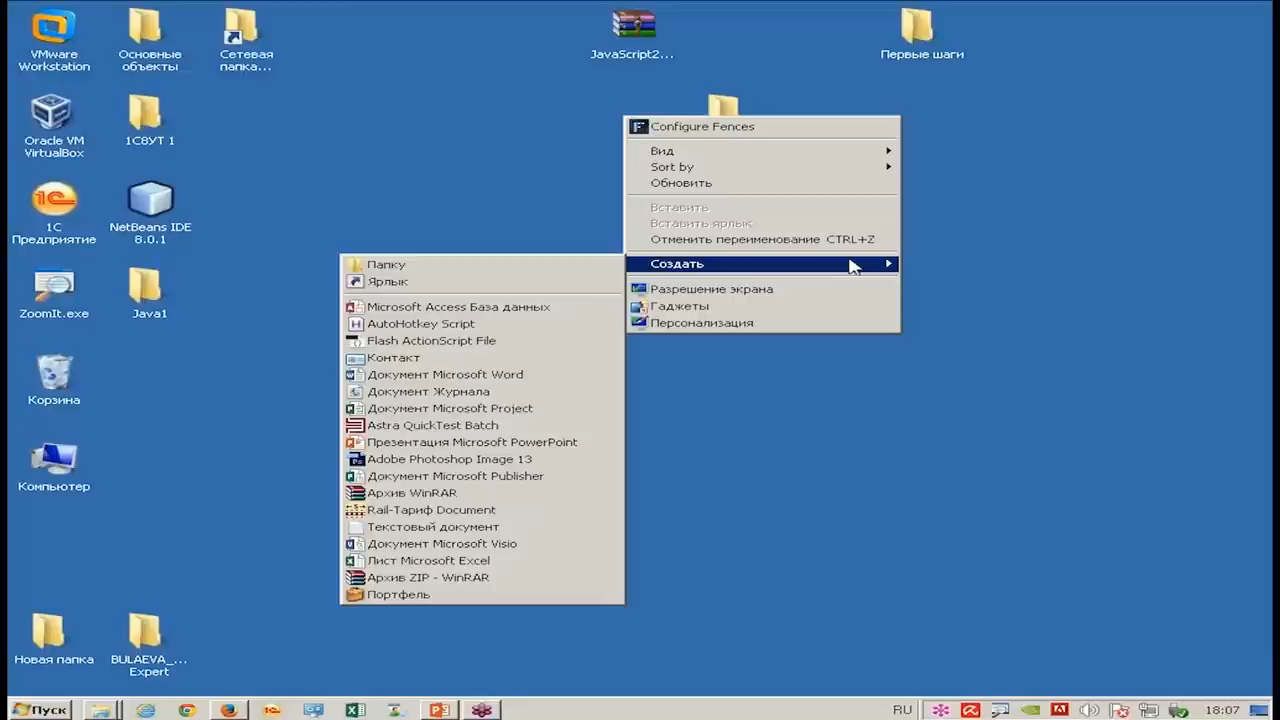 VMware
Workstation
Основные
объекты
Сетевая
папка...
JavaScript2...
Первые шаги
Oracle VM
VirtualBox
1С8УТ 1
1С
Предприятие
NetBeans IDE
8.0.1
ZoomIt.exe
Java1
Корзина
Компьютер
Новая папка
BULAEVA_...
Expert
Configure Fences
Вид
Sort by
Обновить
Вставить
Вставить ярлык
Отменить переименование CTRL+Z
Создать
Разрешение экрана
Гаджеты
Персонализация
Папку
Ярлык
Microsoft Access База данных
AutoHotkey Script
Flash ActionScript File
Контакт
Документ Microsoft Word
Документ Журнала
Документ Microsoft Project
Astra QuickTest Batch
Презентация Microsoft PowerPoint
Adobe Photoshop Image 13
Документ Microsoft Publisher
Архив WinRAR
Rail-Тариф Document
Текстовый документ
Документ Microsoft Visio
Лист Microsoft Excel
Архив ZIP - WinRAR
Портфель
Пуск
RU
18:07